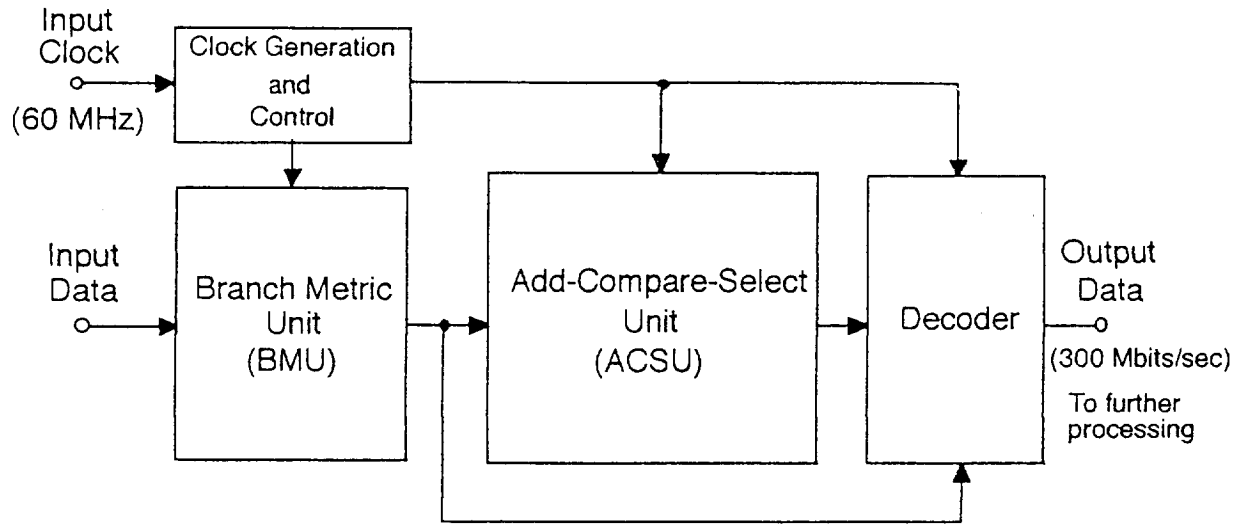 Input
Clock
(60 MHz)
Clock Generation
and
Control
Input
Data
Branch Metric
Unit
(BMU)
Add-Compare-Select
Unit
(ACSU)
Decoder
Output
Data
(300 Mbits/sec)
To further
processing